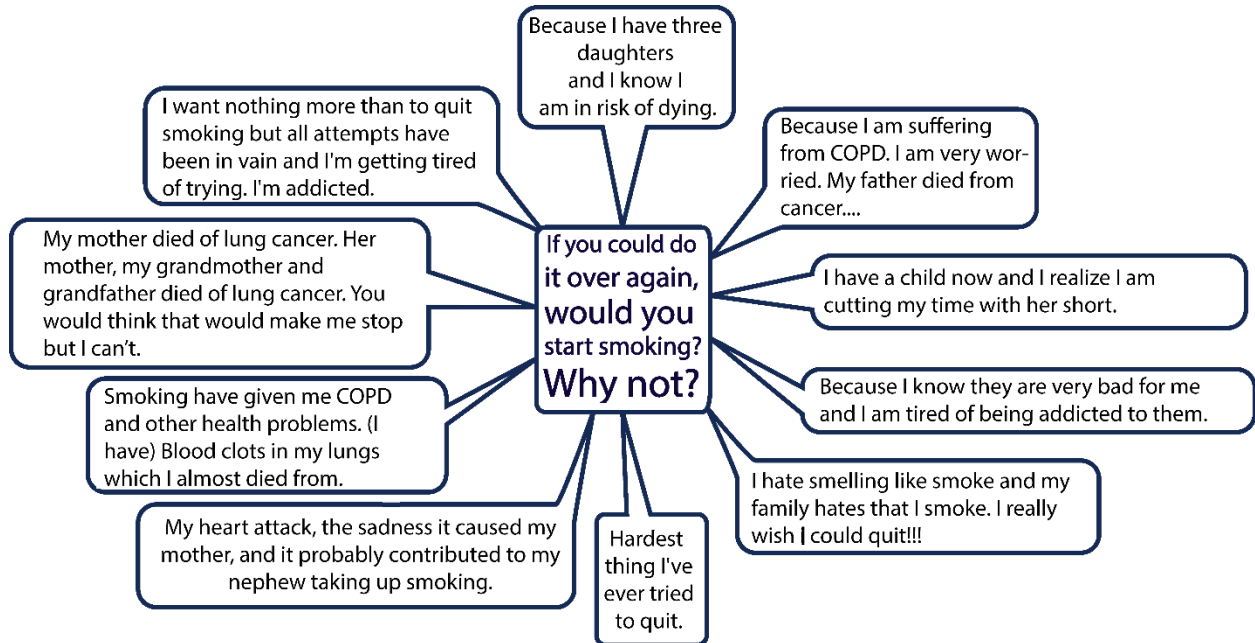 Because I have three
daughters
and I know I
am in risk of dying.
I want nothing more than to quit
smoking but all attempts have
been in vain and I'm getting tired
of trying. I'm addicted.
Because I am suffering
from COPD. I am very wor-
ried. My father died from
cancer....
My mother died of lung cancer. Her
mother, my grandmother and
grandfather died of lung cancer. You
would think that would make me stop
but I can't.
If you could do
it over again,
would you
start smoking?
Why not?
I have a child now and I realize I am
cutting my time with her short.
Smoking have given me COPD
and other health problems. (I
have) Blood clots in my lungs
which I almost died from.
Because I know they are very bad for me
and I am tired of being addicted to them.
My heart attack, the sadness it caused my
mother, and it probably contributed to my
nephew taking up smoking.
Hardest
thing I've
ever tried
to quit.
I hate smelling like smoke and my
family hates that I smoke. I really
wish I could quit!!!